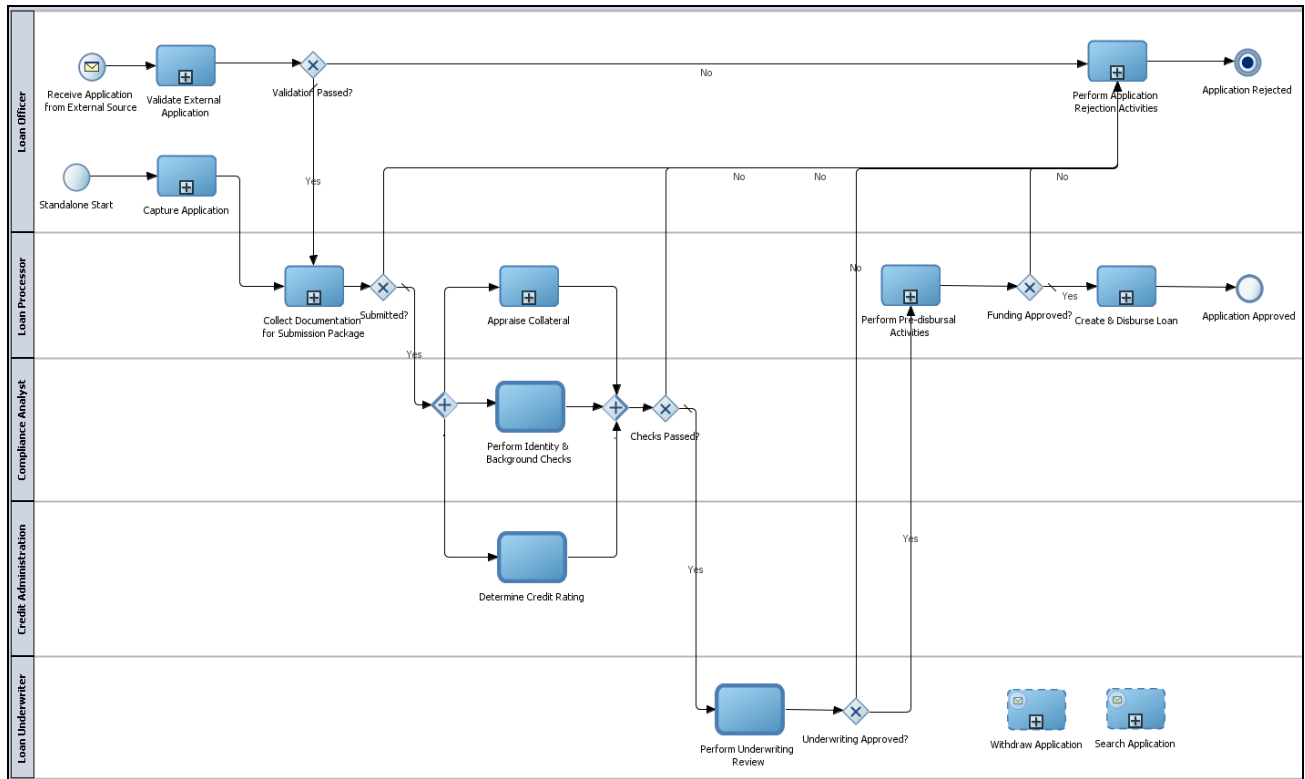 Loan Officer
Receive Application
from External Source
Validate External
Application
Validation Passed?
No
Perform Application
Rejection Activities
Application Rejected
Yes
Standalone Start
Capture Application
No
No
No
Loan Processor
Collect Documentation
for Submission Package
Submitted?
Yes
Appraise Collateral
No
Perform Pre-disbursal
Activities
Funding Approved?
Yes
Create & Disburse Loan
Application Approved
Compliance Analyst
Perform Identity &
Background Checks
Checks Passed?
Credit Administration
Determine Credit Rating
Yes
Yes
Loan Underwriter
Perform Underwriting
Review
Underwriting Approved?
Withdraw Application
Search Application